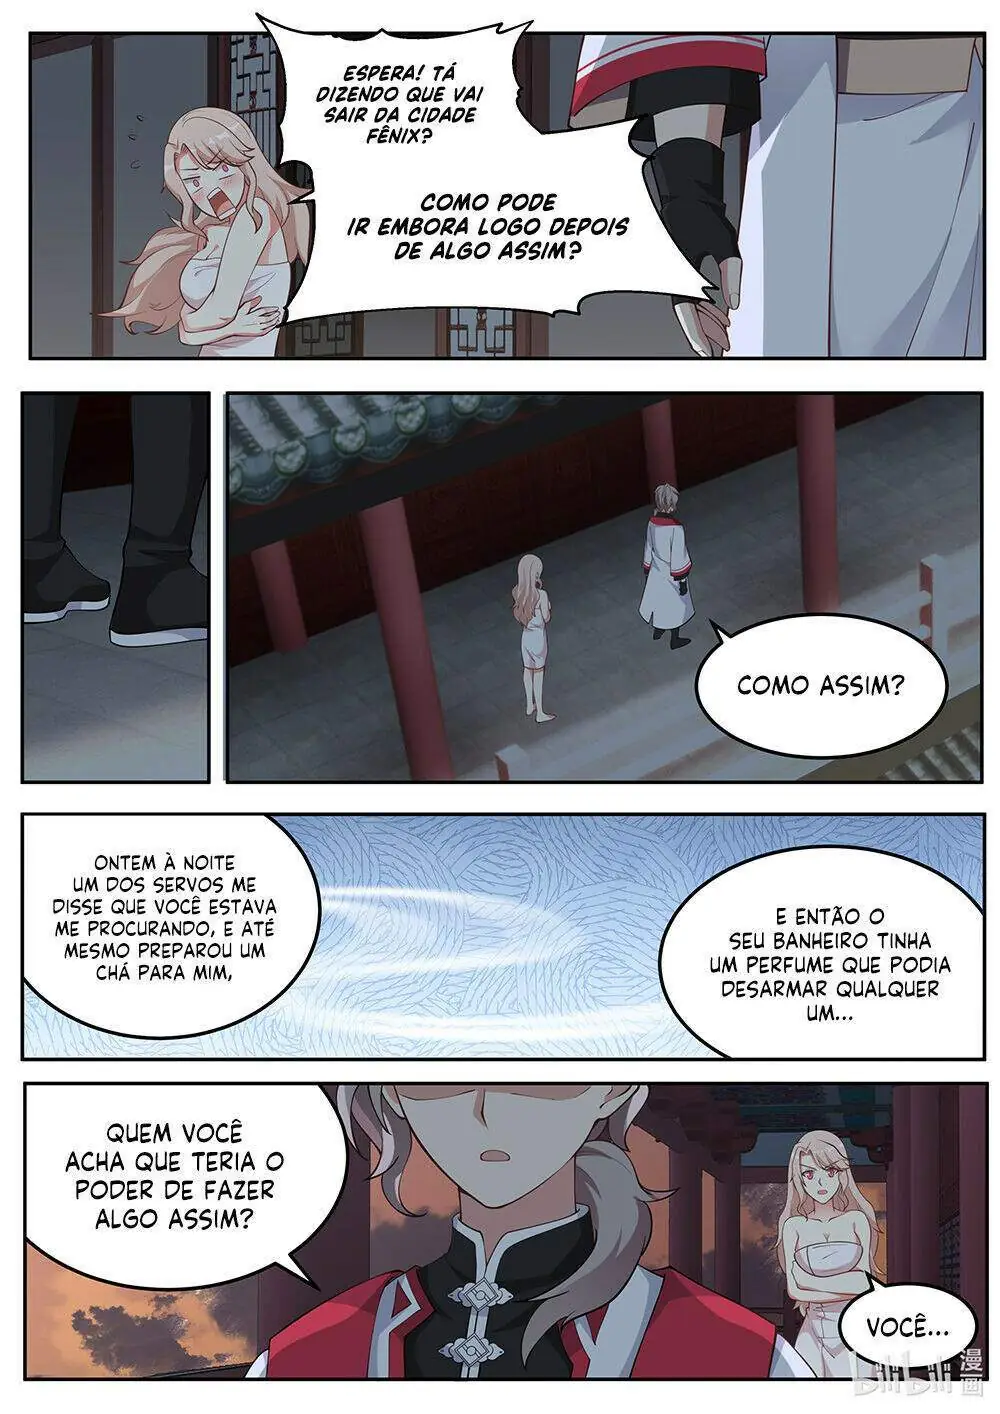 ESPERA! TÁ
DIZENDO QUE VAI
SAIR DA CIDADE
FÊNIX?
COMO PODE
IR EMBORA LOGO DEPOIS
DE ALGO ASSIM?
COMO ASSIM?
ONTEM À NOITE
UM DOS SERVOS ME
DISSE QUE VOCÊ ESTAVA
ME PROCURANDO, E ATÉ
MESMO PREPAROU UM
CHÁ PARA MIM,
E ENTÃO O
SEU BANHEIRO TINHA
UM PERFUME QUE PODIA
DESARMAR QUALQUER
UM...
QUEM VOCÊ
ACHA QUE TERIA O
PODER DE FAZER
ALGO ASSIM?
VOCÊ...
bilibili 漫画